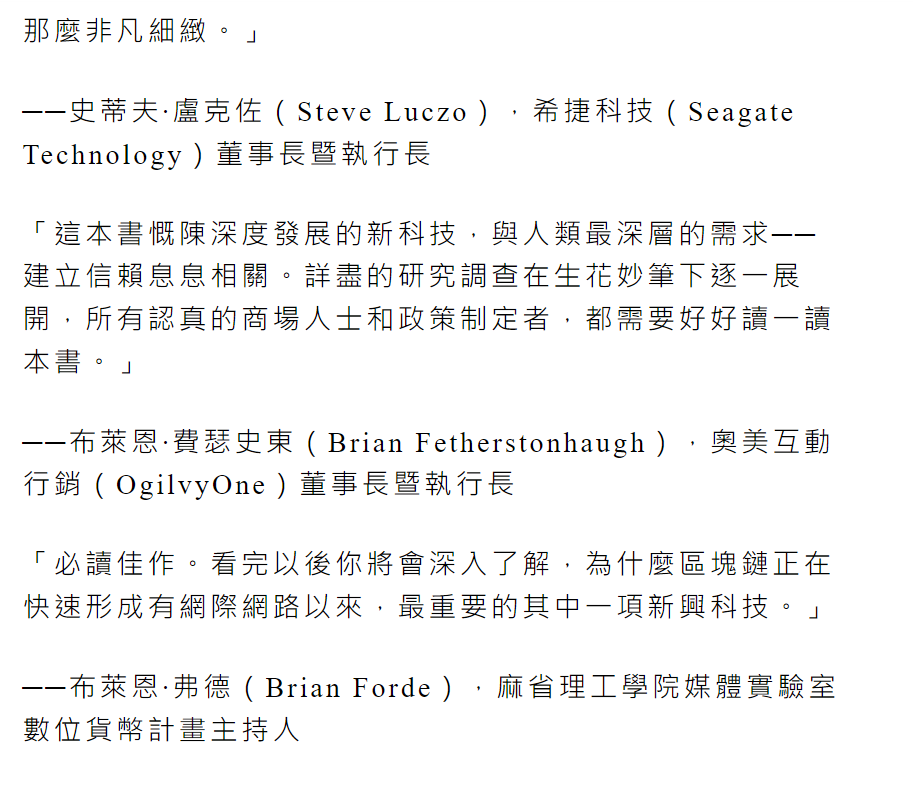 那麼非凡細緻。」
──史蒂夫·盧克佐（Steve Luczo），希捷科技（Seagate
Technology）董事長暨執行長
「這本書慨陳深度發展的新科技，與人類最深層的需求──
建立信賴息息相關。詳盡的研究調查在生花妙筆下逐一展
開，所有認真的商場人士和政策制定者，都需要好好讀一讀
本書。」
──布萊恩·費瑟史東（Brian Fetherstonhaugh），奧美互動
行銷（OgilvyOne）董事長暨執行長
「必讀佳作。看完以後你將會深入了解，為什麼區塊鏈正在
快速形成有網際網路以來，最重要的其中一項新興科技。」
──布萊恩·弗德（Brian Forde），麻省理工學院媒體實驗室
數位貨幣計畫主持人